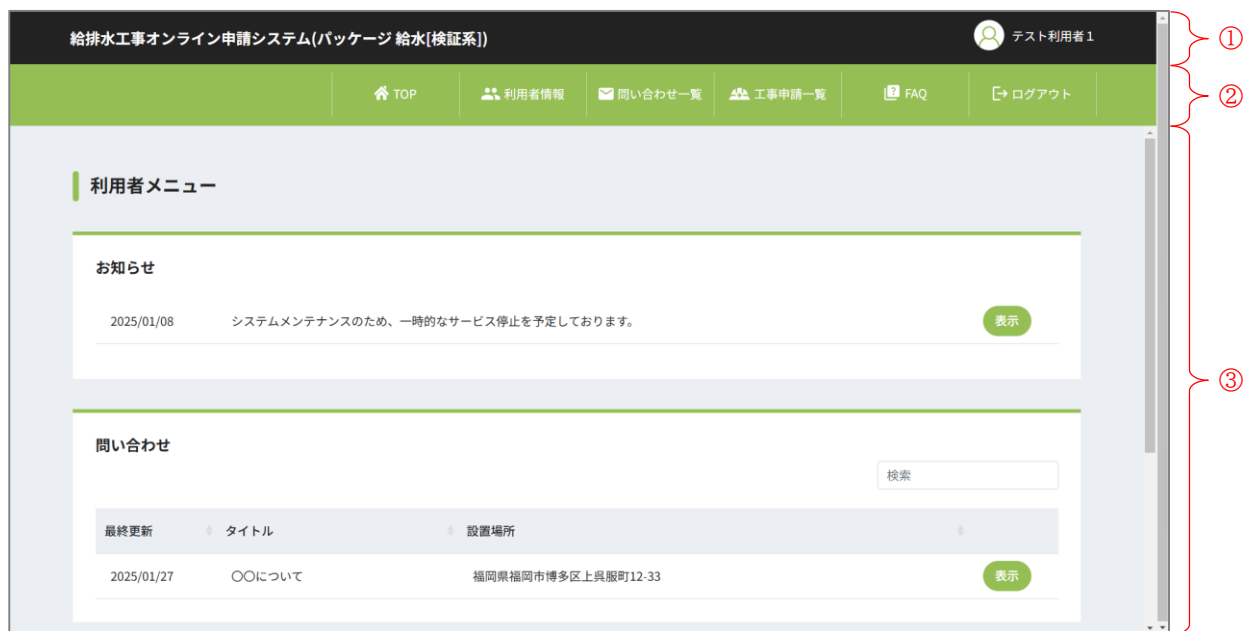 給排水工事オンライン申請システム(パッケージ 給水[検証系])
テスト利用者１
①
TOP 利用者情報 問い合わせ一覧 工事申請一覧 FAQ ログアウト
②
利用者メニュー
お知らせ
2025/01/08 システムメンテナンスのため、一時的なサービス停止を予定しております。 表示
③
問い合わせ
検索
最終更新 タイトル 設置場所
2025/01/27 〇〇について 福岡県福岡市博多区上呉服町12-33 表示